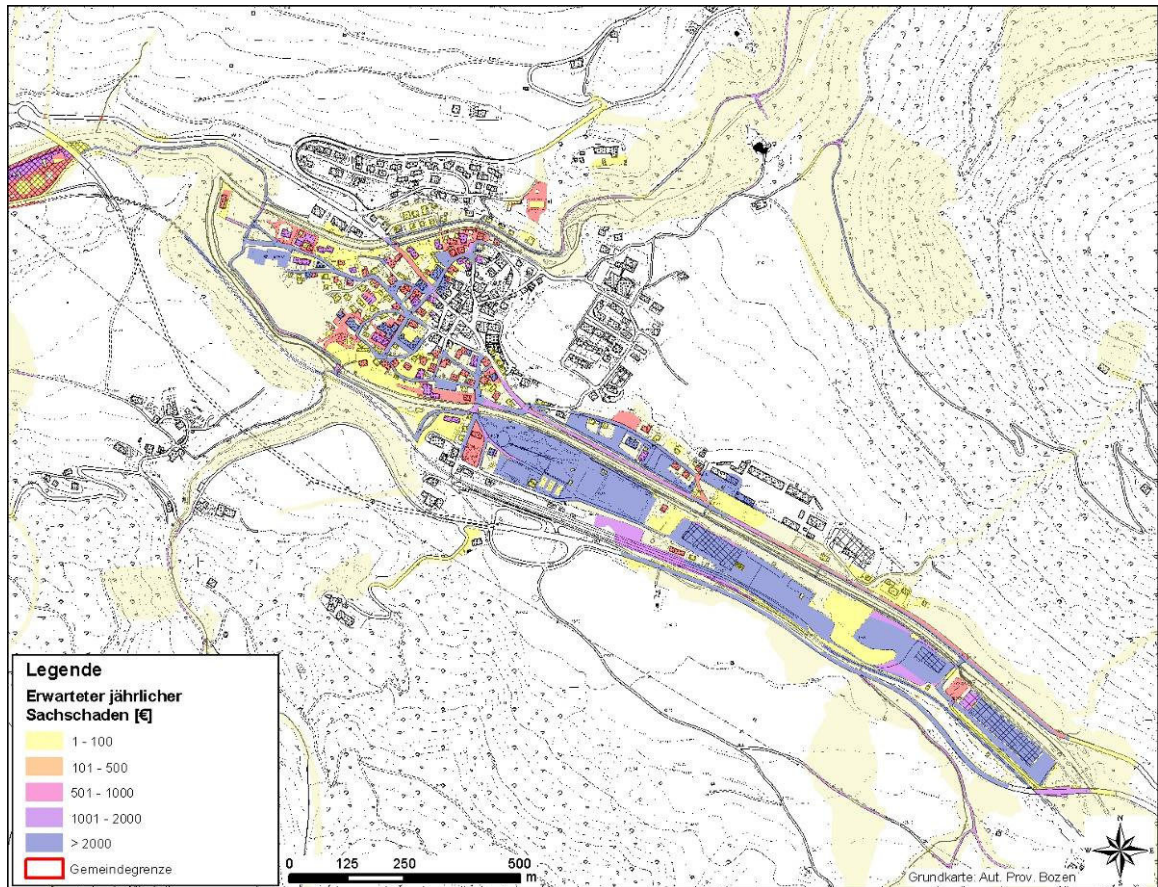 Legende
Erwarteter jährlicher
Sachschaden [€]
1 - 100
101 - 500
501 - 1000
1001 - 2000
> 2000
Gemeindegrenze
0 125 250 500
m
N
W E
S
Grundkarte: Aut. Prov. Bozen